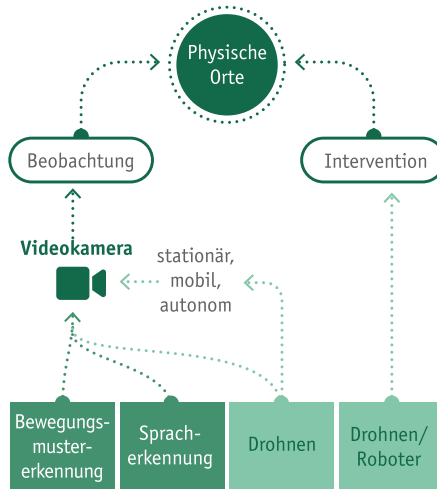 Physische
Orte
Beobachtung
Intervention
Videokamera
stationär,
mobil,
autonom
Bewegungs-
muster-
erkennung
Sprach-
erkennung
Drohnen
Drohnen/
Roboter